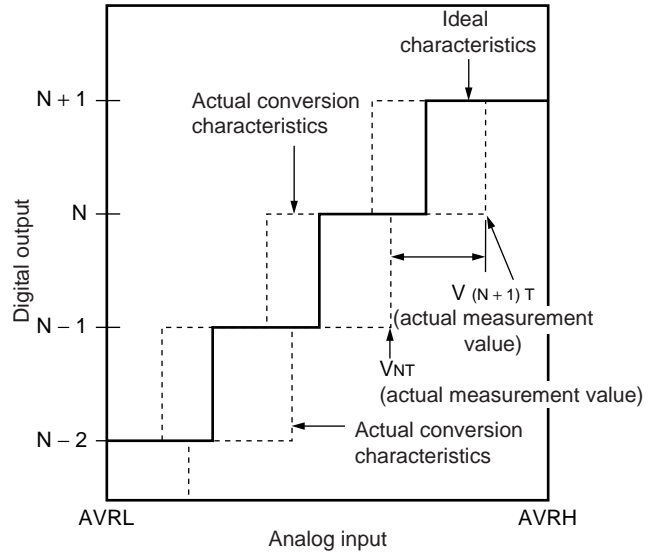 Ideal
characteristics
N + 1
Actual conversion
characteristics
N
Digital output
V (N + 1) T
(actual measurement
value)
N – 1
VNT
(actual measurement value)
Actual conversion
characteristics
N – 2
AVRL
AVRH
Analog input